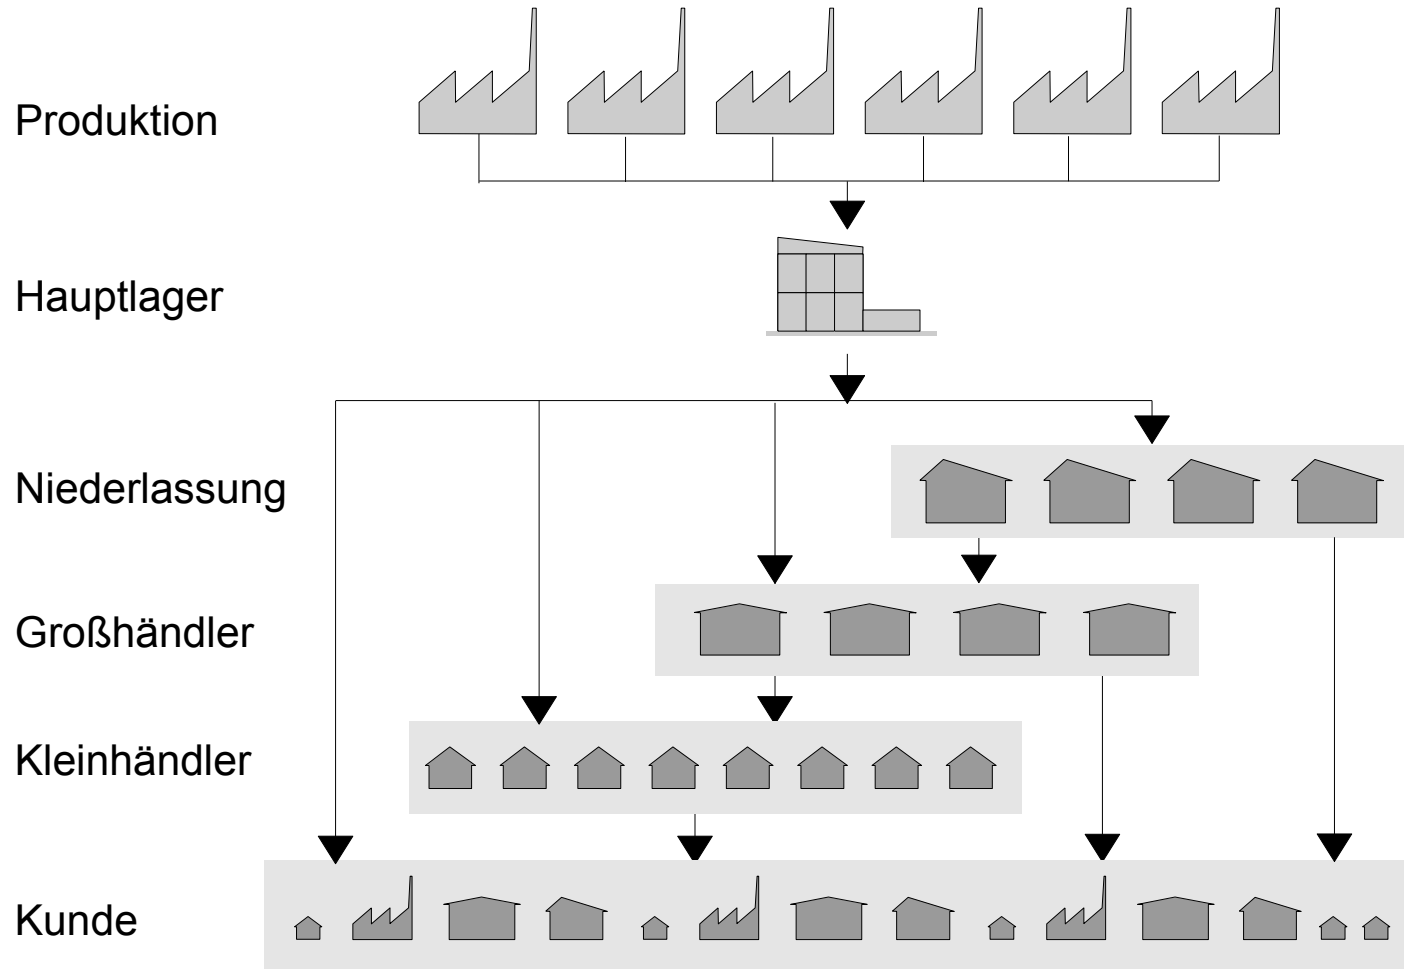 Produktion
Hauptlager
Niederlassung
Großhändler
Kleinhändler
Kunde